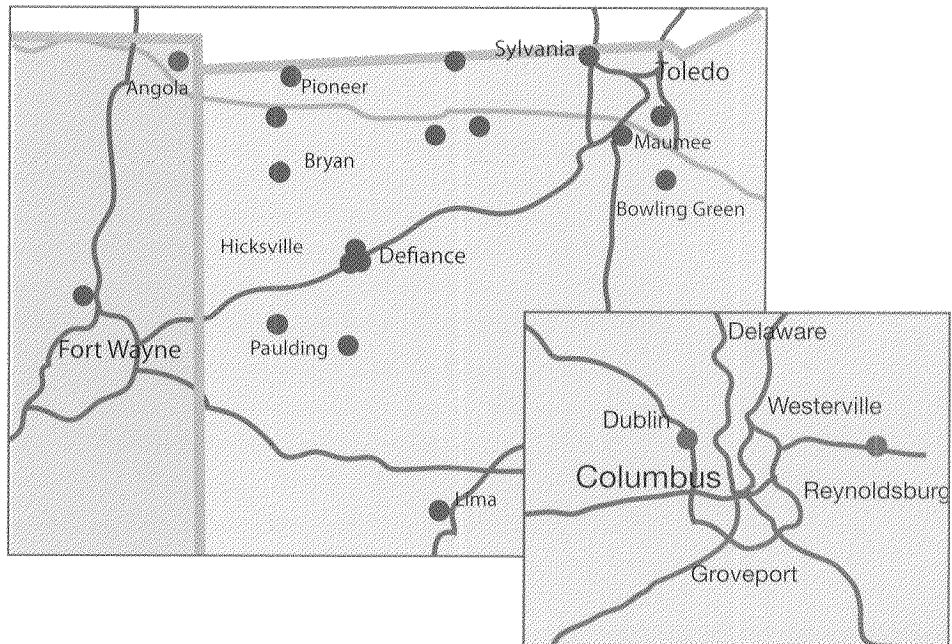 Sylvania
Toledo
Angola
Pioneer
Maumee
Bryan
Bowling Green
Hicksville
Defiance
Fort Wayne
Paulding
Lima
Delaware
Westerville
Dublin
Columbus
Reynoldsburg
Groveport